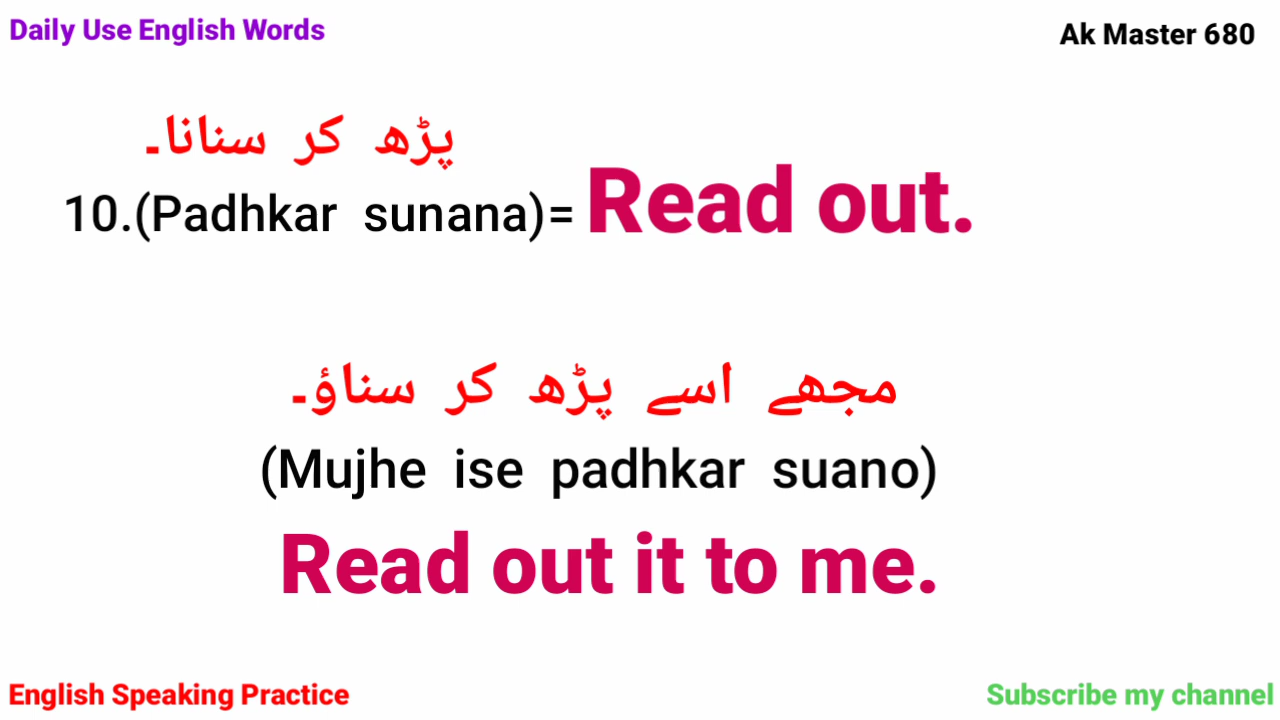 Daily Use English Words
Ak Master 680
پڑھ کر سنانا۔
10.(Padhkar sunana)= Read out.
مجھے اسے پڑھ کر سناؤ۔
(Mujhe ise padhkar suano)
Read out it to me.
English Speaking Practice
Subscribe my channel